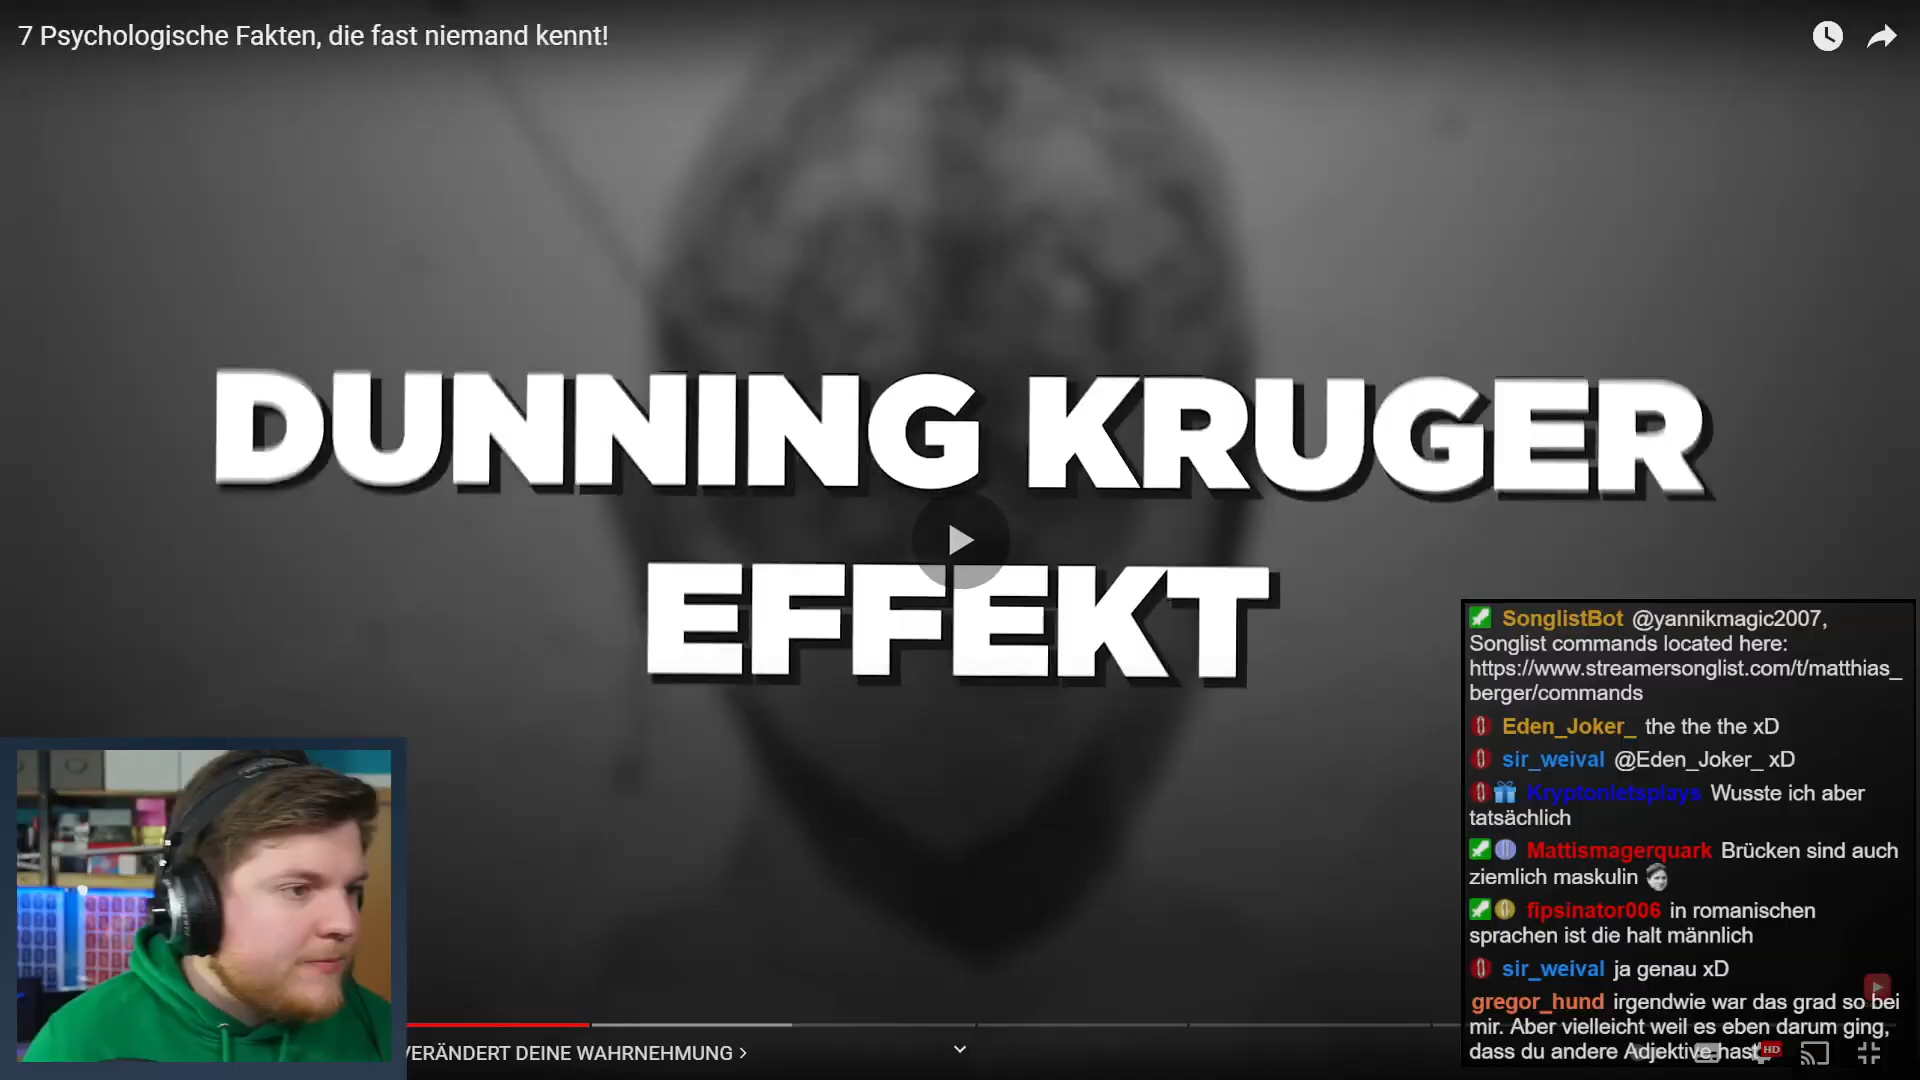 7 Psychologische Fakten, die fast niemand kennt!
DUNNING KRUGER
EFFEKT
SonglistBot @yannikmagic2007,
Songlist commands located here:
https://www.streamersonglist.com/t/matthias_
berger/commands
Eden_Joker_ the the the xD
sir_weival @Eden_Joker_ xD
Kryptonletsplays Wusste ich aber
tatsächlich
Mattismagerquark Brücken sind auch
ziemlich maskulin
fipsinator006 in romanischen
sprachen ist die halt männlich
sir_weival ja genau xD
gregor_hund irgendwie war das grad so bei
mir. Aber vielleicht weil es eben darum ging,
dass du andere Adjektive hast
VERÄNDERT DEINE WAHRNEHMUNG >
HD